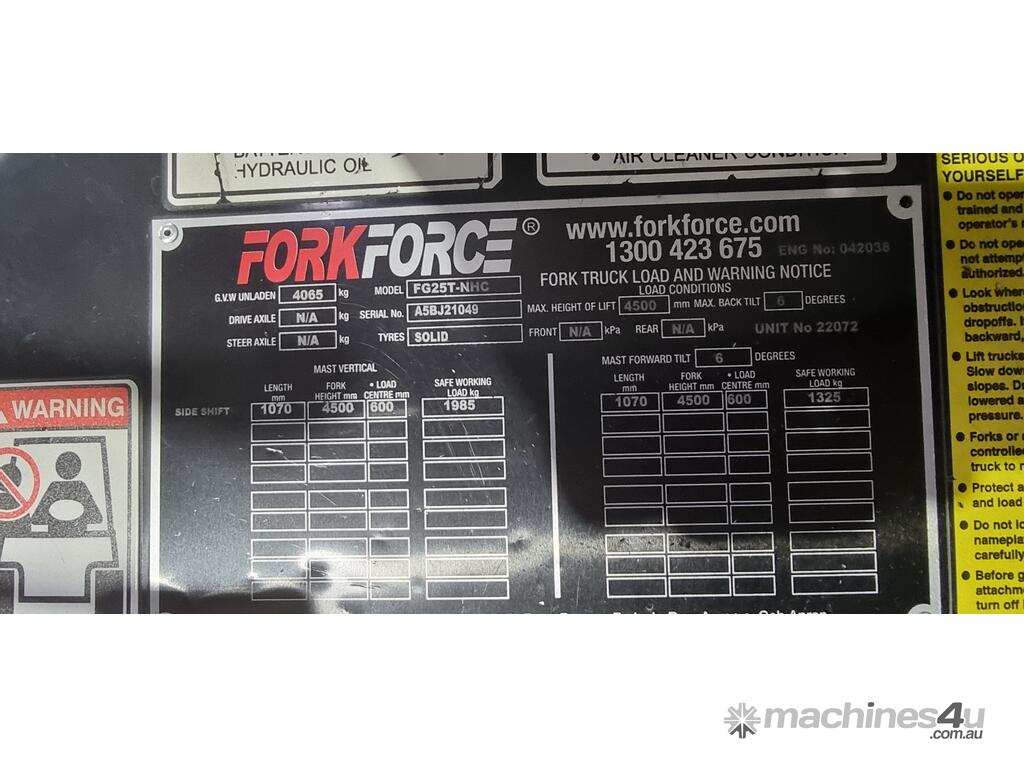 HYDRAULIC OIL
• AIR CLEANER CONDITION
FORKFORCE®
www.forkforce.com
1300 423 675 ENG No: 042038
FORK TRUCK LOAD AND WARNING NOTICE
LOAD CONDITIONS
G.V.W UNLADEN 4065 kg MODEL FG25T-NHC
MAX. HEIGHT OF LIFT 4500 mm MAX. BACK TILT 6 DEGREES
DRIVE AXILE N/A kg SERIAL No. A5BJ21049
STEER AXILE N/A kg TYRES SOLID FRONT N/A kPa REAR N/A kPa UNIT No 22072
MAST VERTICAL
LENGTH mm FORK HEIGHT mm • LOAD CENTRE mm SAFE WORKING LOAD kg
SIDE SHIFT 1070 4500 600 1985
MAST FORWARD TILT 6 DEGREES
LENGTH mm FORK HEIGHT mm • LOAD CENTRE mm SAFE WORKING LOAD kg
1070 4500 600 1325
WARNING
SERIOUS
YOURSELF
• Do not
trained and
operator's
• Do not
not
authorized.
• Look where
dropoffs.
backward,
• Lift trucks
Slow down
slopes.
lowered
pressure.
• Forks or
controlled
truck to
• Protect
and load
• Do not
carefully
• Before
turn off
machines4u
.com.au